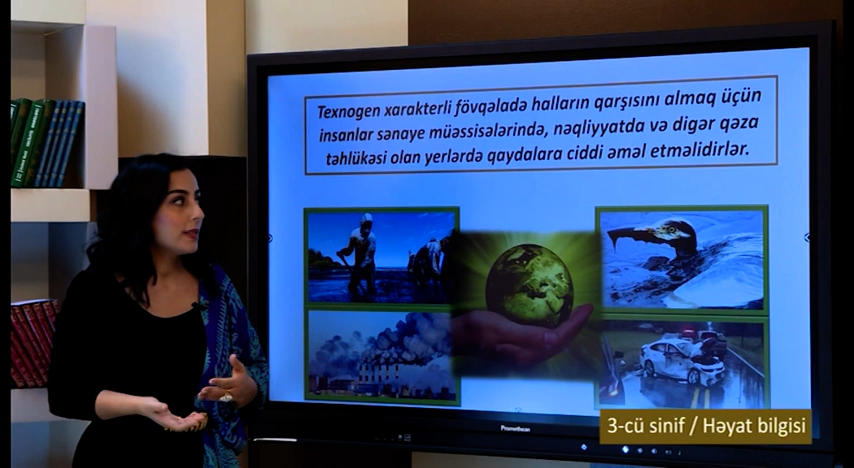 Texnogen xarakterli fövqəladə halların qarşısını almaq üçün
insanlar sənaye müəssisələrində, nəqliyyatda və digər qəza
təhlükəsi olan yerlərdə qaydalara ciddi əməl etməlidirlər.
Promethean
3-cü sinif / Həyat bilgisi